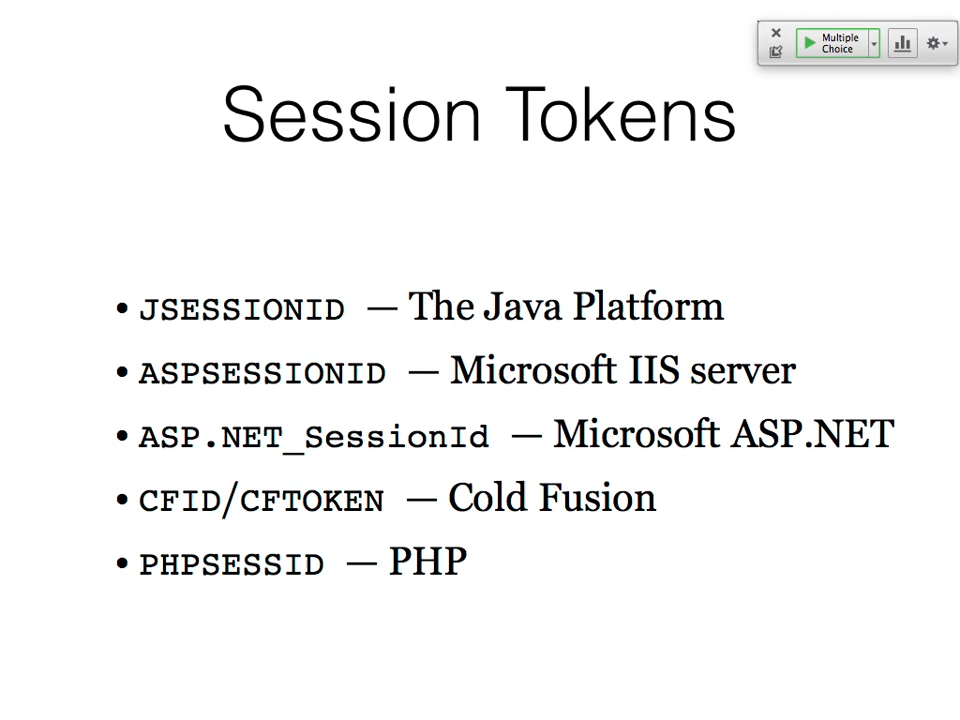 Multiple
Choice
Session Tokens
• JSESSIONID — The Java Platform
• ASPSESSIONID — Microsoft IIS server
• ASP.NET_SessionId — Microsoft ASP.NET
• CFID/CFTOKEN — Cold Fusion
• PHPSESSID — PHP